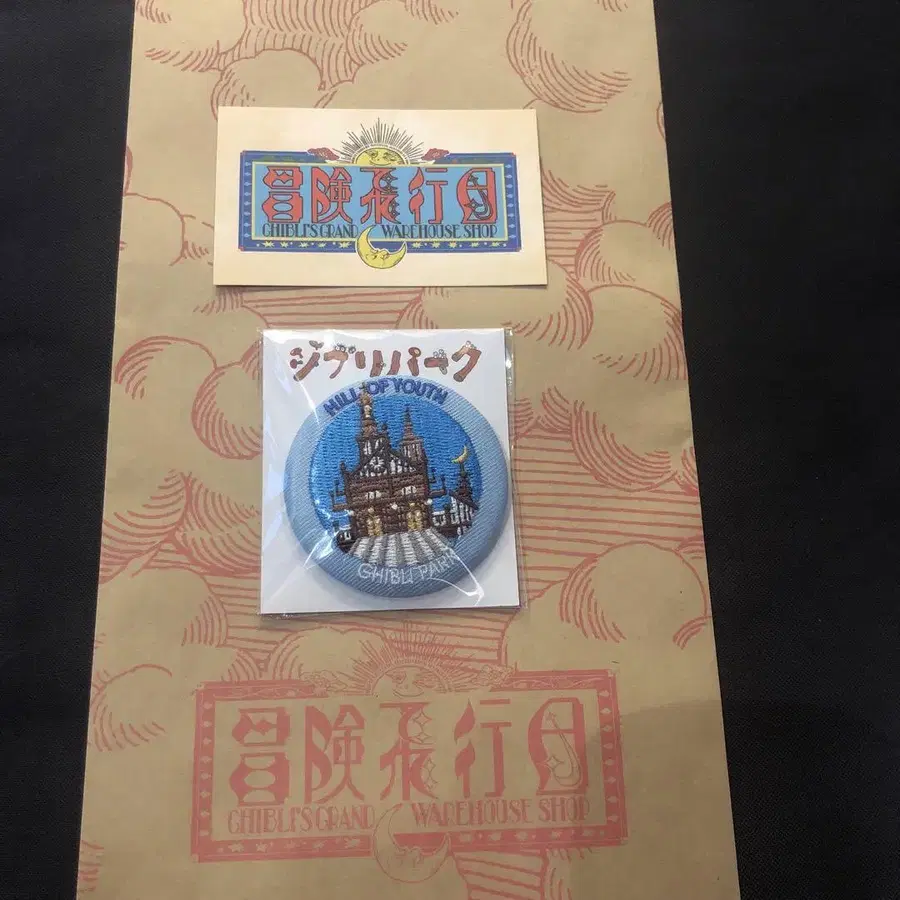 冒険飛行団
GHIBLI'S GRAND WAREHOUSE SHOP
ジブリパーク
HILL OF YOUTH
GHIBLI PARK
冒険飛行団
GHIBLI'S GRAND WAREHOUSE SHOP